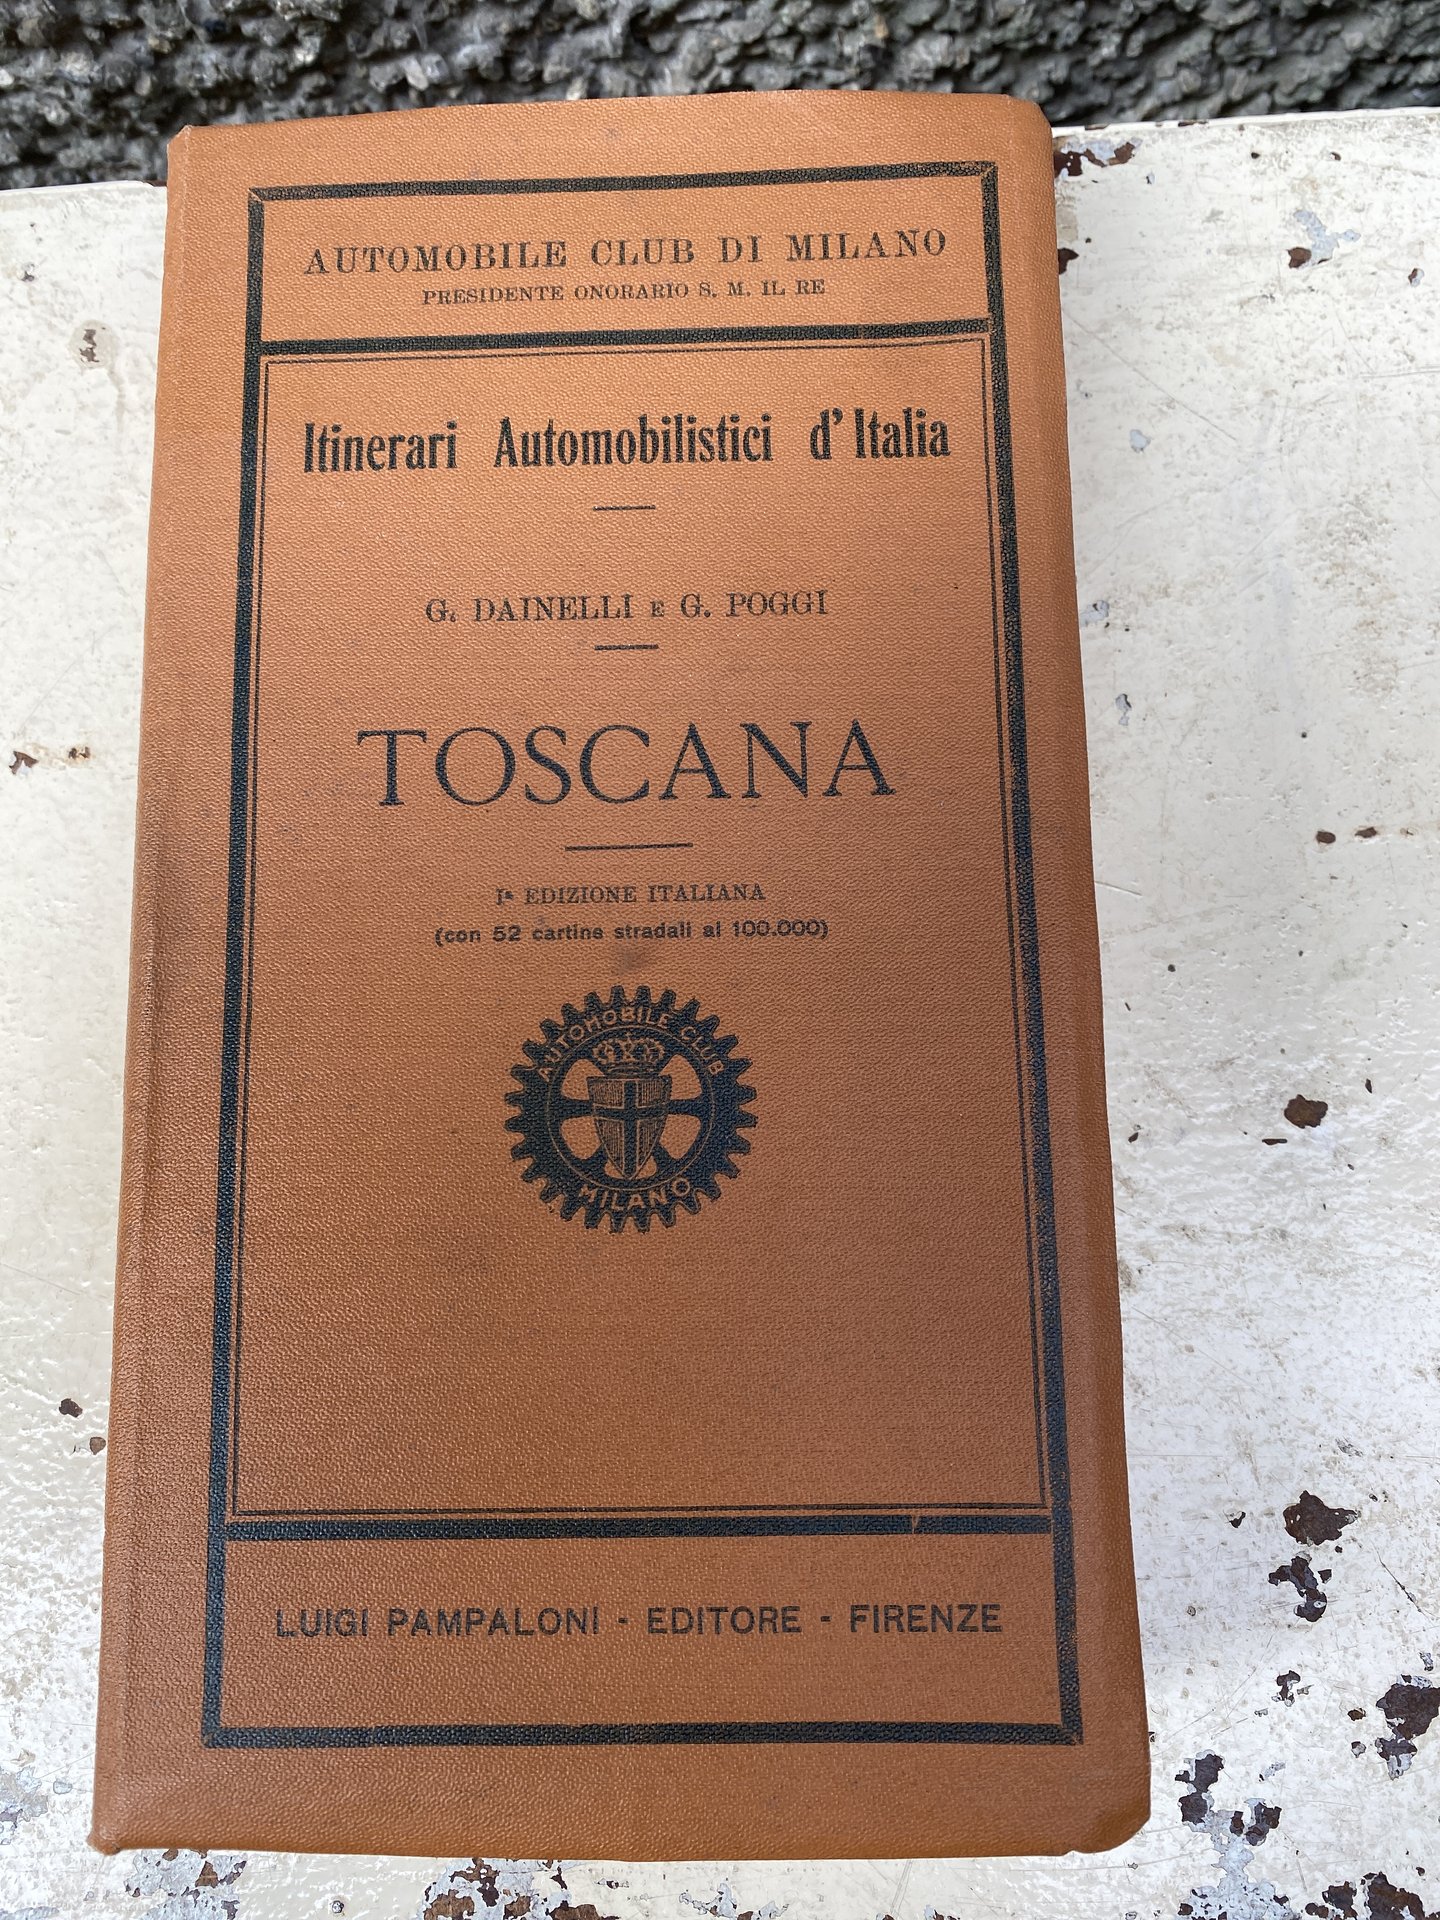 AUTOMOBILE CLUB DI MILANO
PRESIDENTE ONORARIO S. M. IL RE
Itinerari Automobilistici d'Italia
G. DAINELLI E G. POGGI
TOSCANA
Iª EDIZIONE ITALIANA
(con 52 cartine stradali al 100.000)
AUTOMOBILE CLUB
MILANO
LUIGI PAMPALONI - EDITORE - FIRENZE